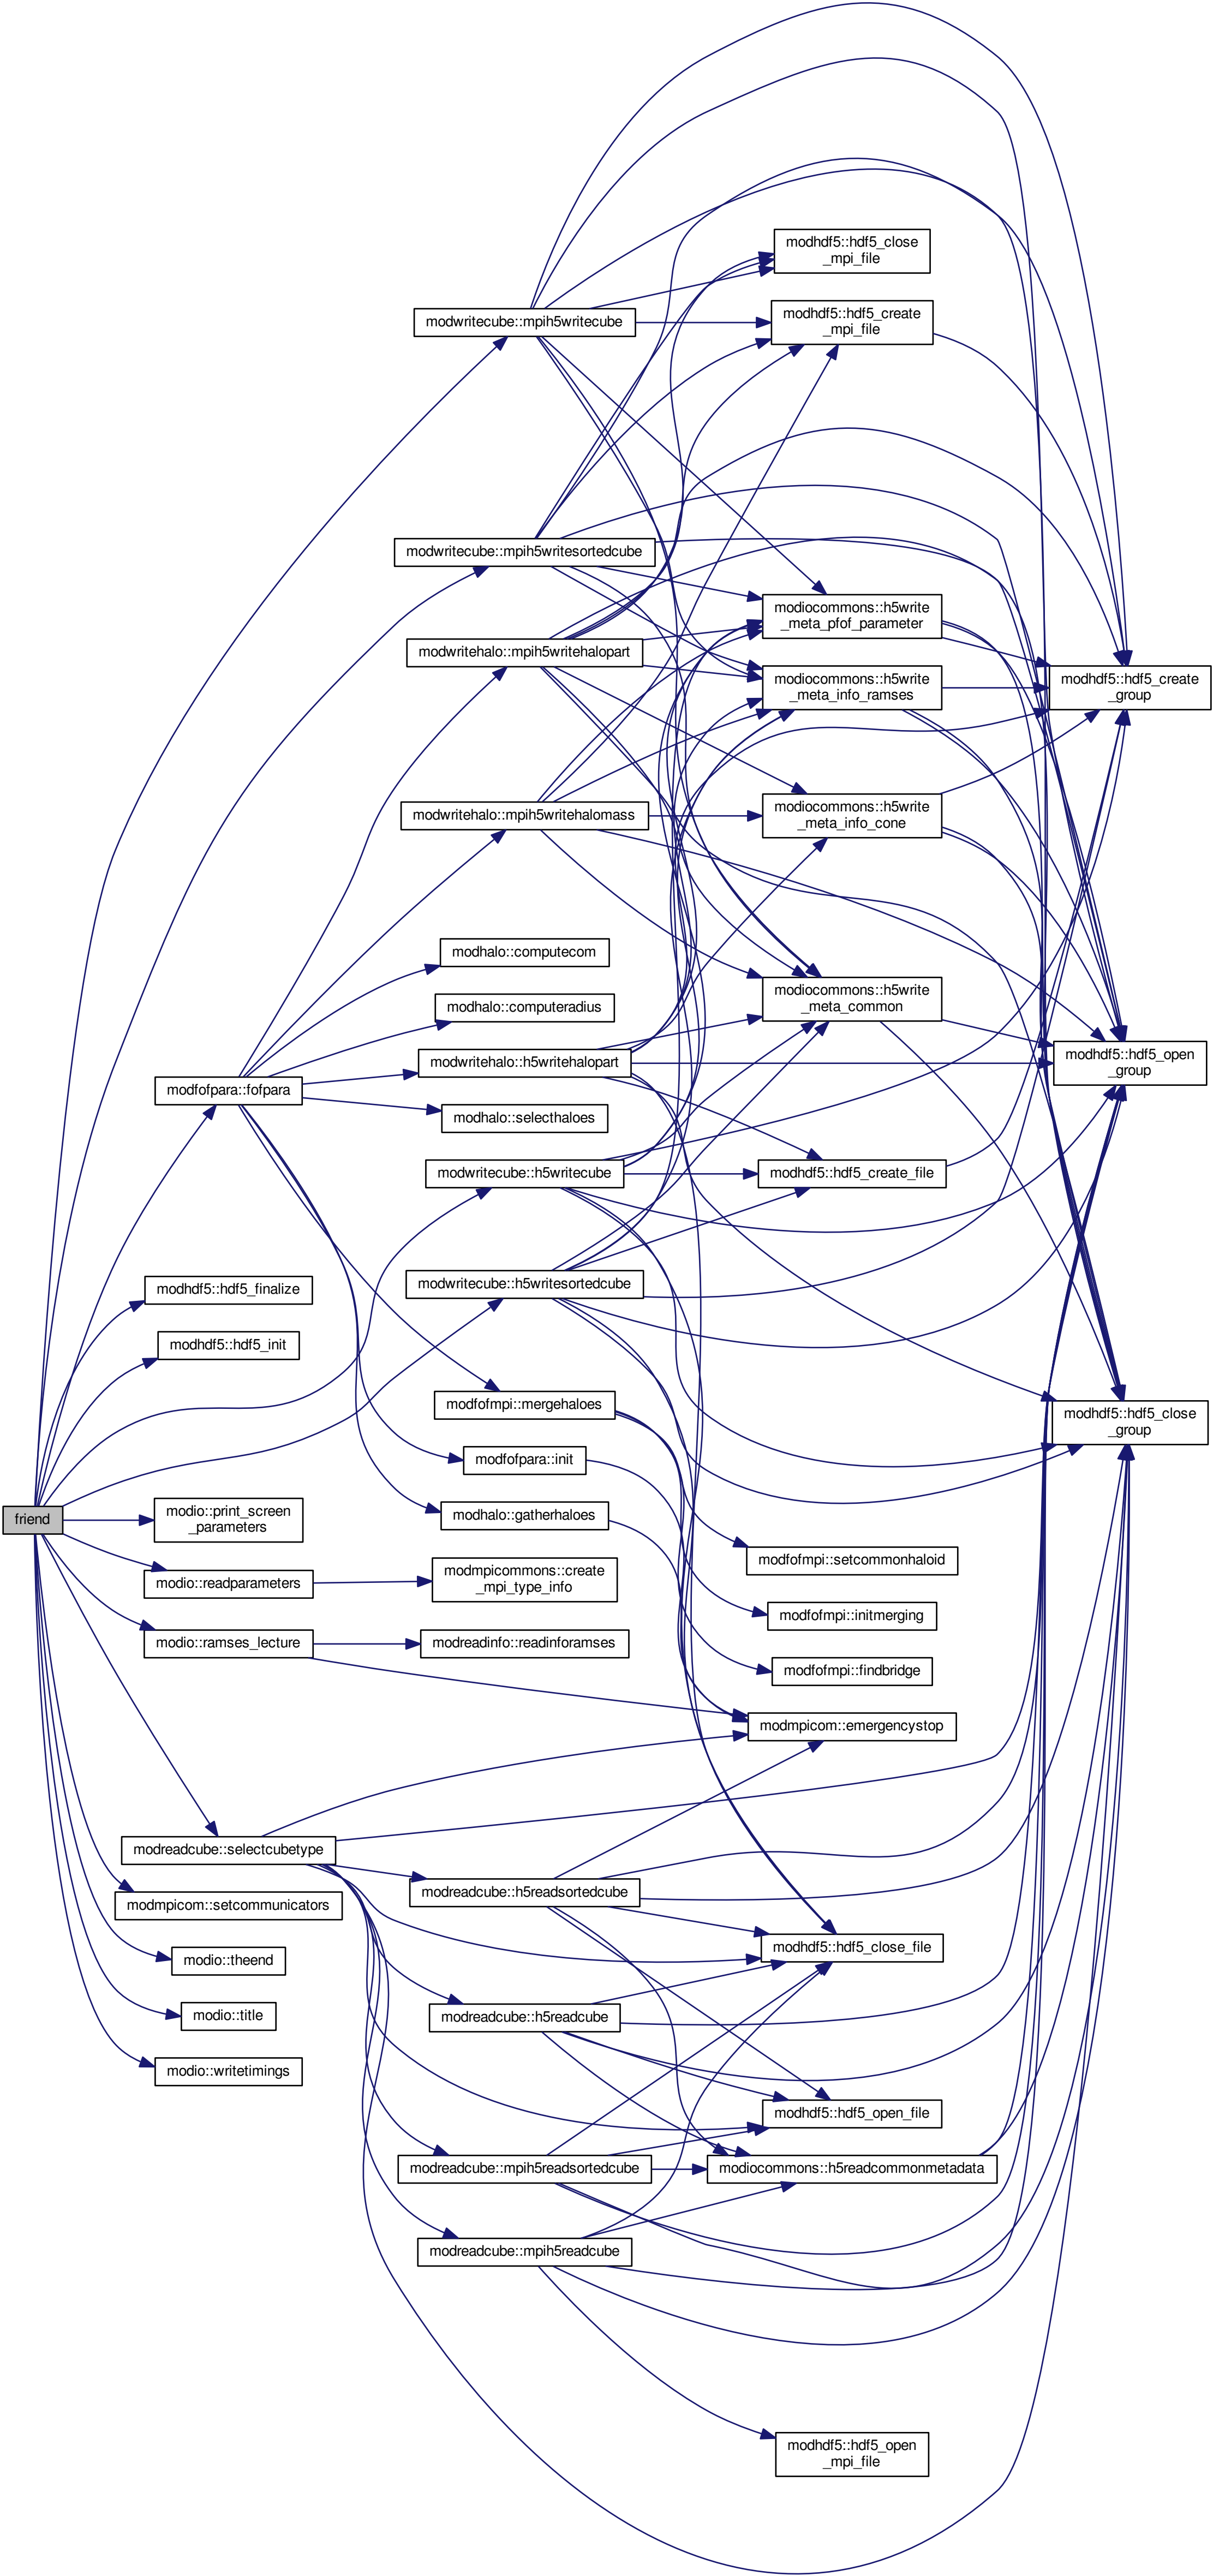 modhdf5::hdf5_close
_mpi_file
modhdf5::hdf5_create
_mpi_file
modwritecube::mpih5writecube
modwritecube::mpih5writesortedcube
modiocommons::h5write
_meta_pfof_parameter
modwritehalo::mpih5writehalopart
modiocommons::h5write
_meta_info_ramses
modhdf5::hdf5_create
_group
modwritehalo::mpih5writehalomass
modiocommons::h5write
_meta_info_cone
modhalo::computecom
modhalo::computeradius
modiocommons::h5write
_meta_common
modwritehalo::h5writehalopart
modhdf5::hdf5_open
_group
modfofpara::fofpara
modhalo::selecthaloes
modwritecube::h5writecube
modhdf5::hdf5_create_file
modhdf5::hdf5_finalize
modwritecube::h5writesortedcube
modhdf5::hdf5_init
modfofmpi::mergehaloes
modhdf5::hdf5_close
_group
modfofpara::init
friend
modio::print_screen
_parameters
modhalo::gatherhaloes
modfofmpi::setcommonhaloid
modio::readparameters
modmpicommons::create
_mpi_type_info
modfofmpi::initmerging
modio::ramses_lecture
modreadinfo::readinforamses
modfofmpi::findbridge
modmpicom::emergencystop
modreadcube::selectcubetype
modreadcube::h5readsortedcube
modmpicom::setcommunicators
modhdf5::hdf5_close_file
modio::theend
modio::title
modreadcube::h5readcube
modio::writetimings
modhdf5::hdf5_open_file
modreadcube::mpih5readsortedcube
modiocommons::h5readcommonmetadata
modreadcube::mpih5readcube
modhdf5::hdf5_open
_mpi_file